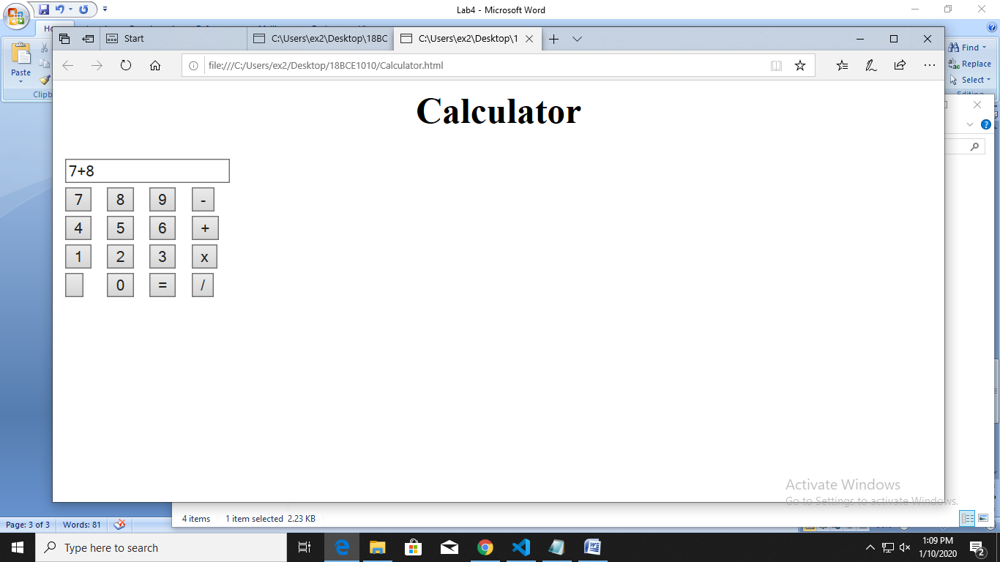 Lab4 - Microsoft Word
Start
C:\Users\ex2\Desktop\18BC
C:\Users\ex2\Desktop\1
file:///C:/Users/ex2/Desktop/18BCE1010/Calculator.html
Paste
Find
Replace
Select
Calculator
7+8
7 8 9 -
4 5 6 +
1 2 3 x
0 = /
Activate Windows
Go to Settings to activate Windows.
4 items 1 item selected 2.23 KB
Page: 3 of 3 Words: 81
Type here to search
1:09 PM
1/10/2020
2